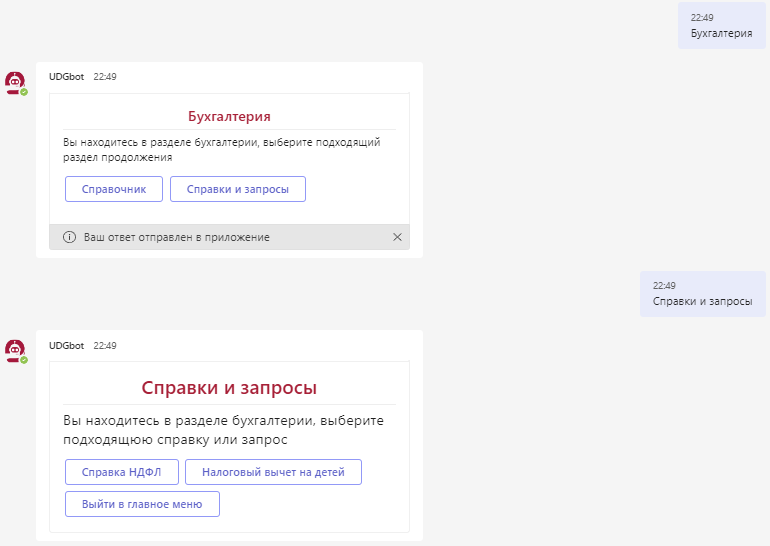 22:49
Бухгалтерия
UDGbot 22:49
Бухгалтерия
Вы находитесь в разделе бухгалтерии, выберите подходящий
раздел продолжения
Справочник Справки и запросы
Ваш ответ отправлен в приложение
22:49
Справки и запросы
UDGbot 22:49
Справки и запросы
Вы находитесь в разделе бухгалтерии, выберите
подходящюю справку или запрос
Справка НДФЛ Налоговый вычет на детей
Выйти в главное меню